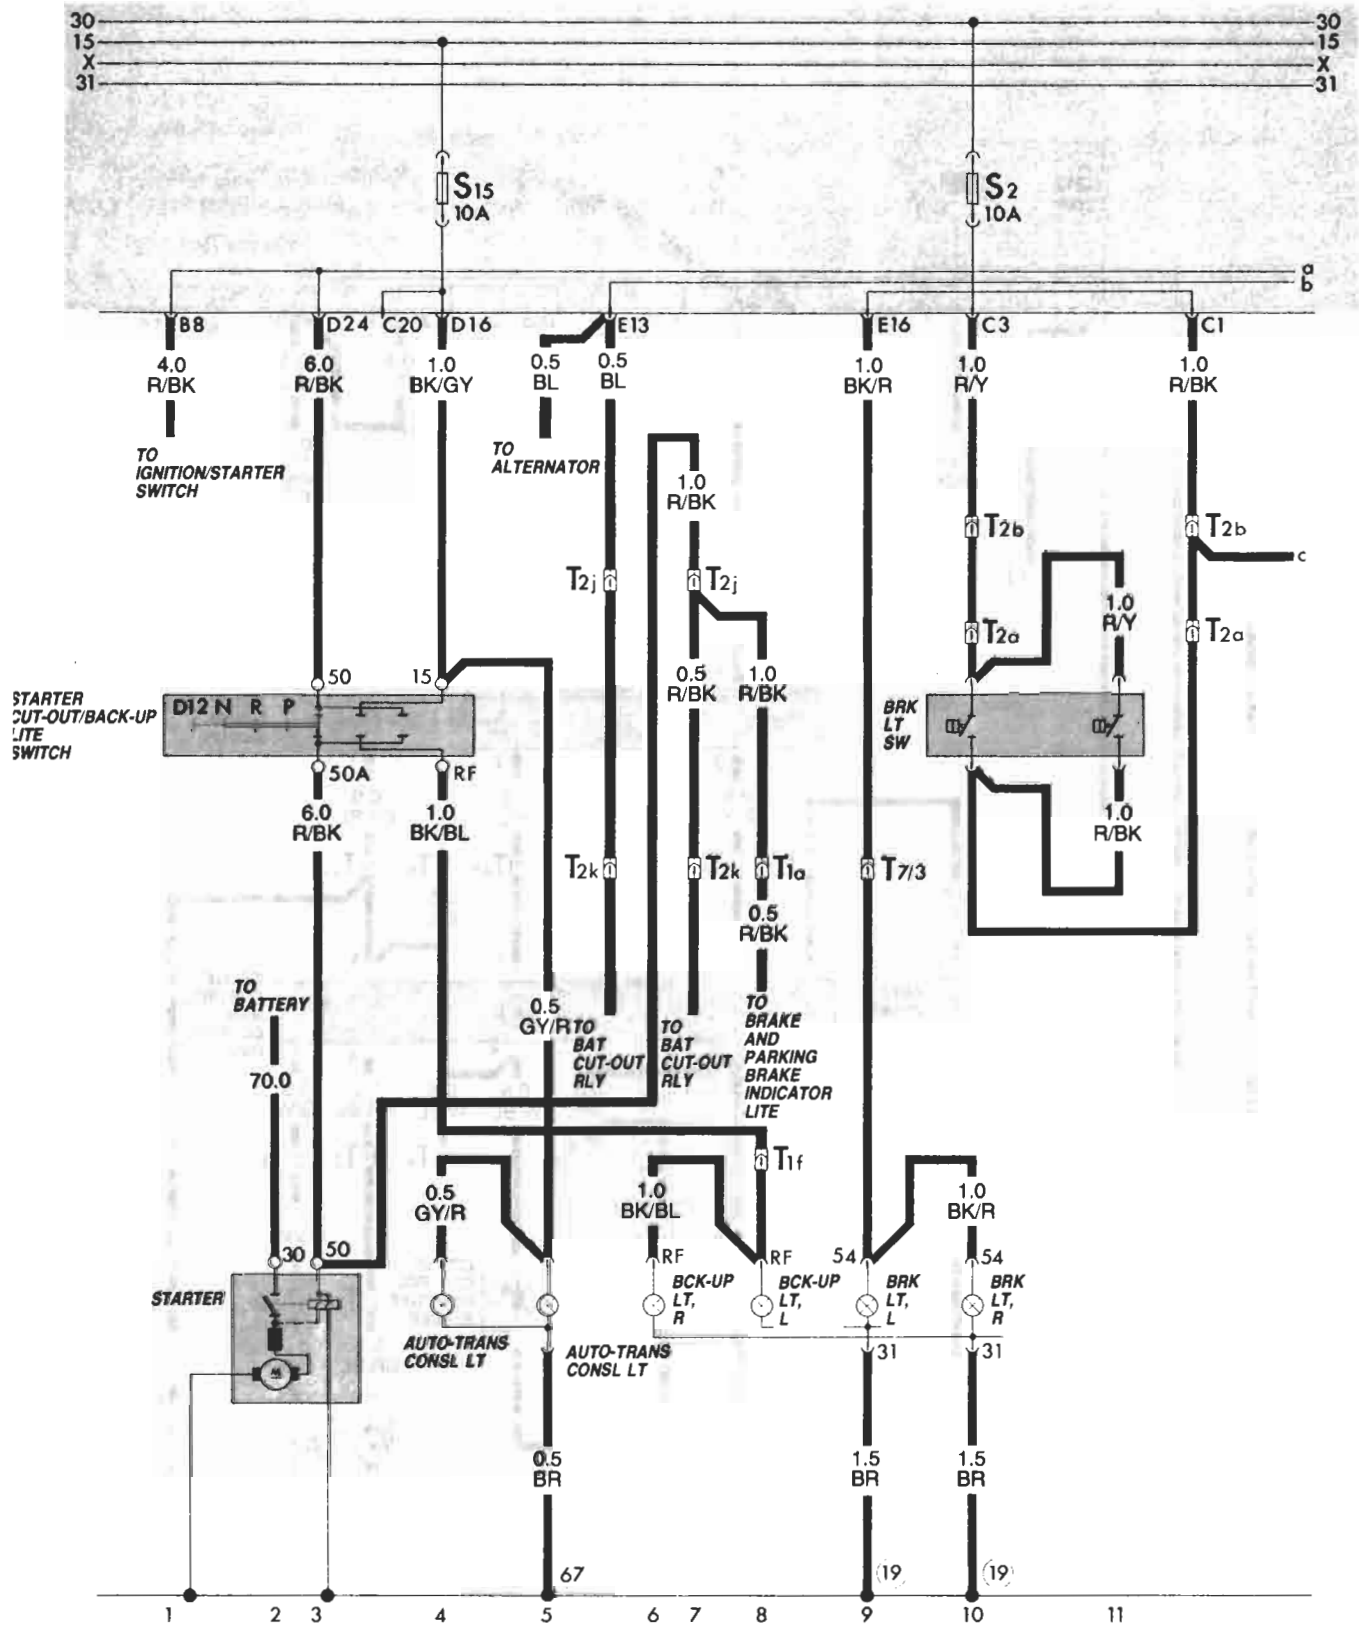 30 30
15 15
X X
31 31
S15
10A
S2
10A
a
b
B8 D24 C20 D16 E13 E16 C3 C1
4.0
R/BK
6.0
R/BK
1.0
BK/GY
0.5
BL
0.5
BL
1.0
BK/R
1.0
R/Y
1.0
R/BK
TO
IGNITION/STARTER
SWITCH
TO
ALTERNATOR
1.0
R/BK
T2b T2b
c
T2j T2j
1.0
R/Y
T2a T2a
50 15
0.5
R/BK
1.0
R/BK
STARTER
CUT-OUT/BACK-UP
LITE
SWITCH
D12 N R P
BRK
LT
SW
50A RF
6.0
R/BK
1.0
BK/BL
1.0
R/BK
T2k T2k T1a T7/3
0.5
R/BK
TO
BATTERY
0.5
GY/R
TO
BAT
CUT-OUT
RLY
TO
BAT
CUT-OUT
RLY
TO
BRAKE
AND
PARKING
BRAKE
INDICATOR
LITE
70.0
T1f
0.5
GY/R
1.0
BK/BL
1.0
BK/R
30 50 RF RF 54 54
STARTER
M
BCK-UP
LT,
R
BCK-UP
LT,
L
BRK
LT,
L
BRK
LT,
R
AUTO-TRANS
CONSL LT
AUTO-TRANS
CONSL LT
31 31
0.5
BR
1.5
BR
1.5
BR
67 19 19
1 2 3 4 5 6 7 8 9 10 11